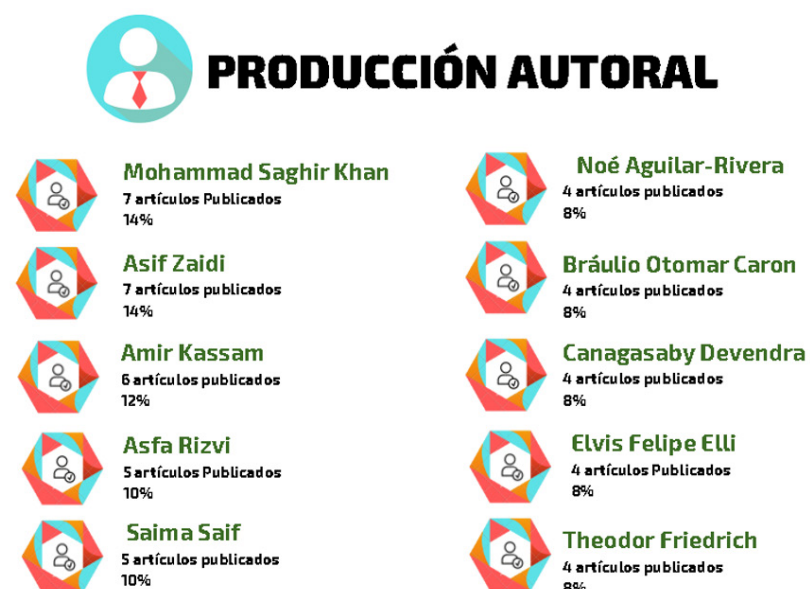 PRODUCCIÓN AUTORAL
Mohammad Saghir Khan
7 artículos Publicados
14%
Asif Zaidi
7 artículos publicados
14%
Amir Kassam
6 artículos publicados
12%
Asfa Rizvi
5 artículos Publicados
10%
Saima Saif
5 artículos publicados
10%
Noé Aguilar-Rivera
4 artículos publicados
8%
Bráulio Otomar Caron
4 artículos publicados
8%
Canagasaby Devendra
4 artículos publicados
8%
Elvis Felipe Elli
4 artículos Publicados
8%
Theodor Friedrich
4 artículos publicados
8%